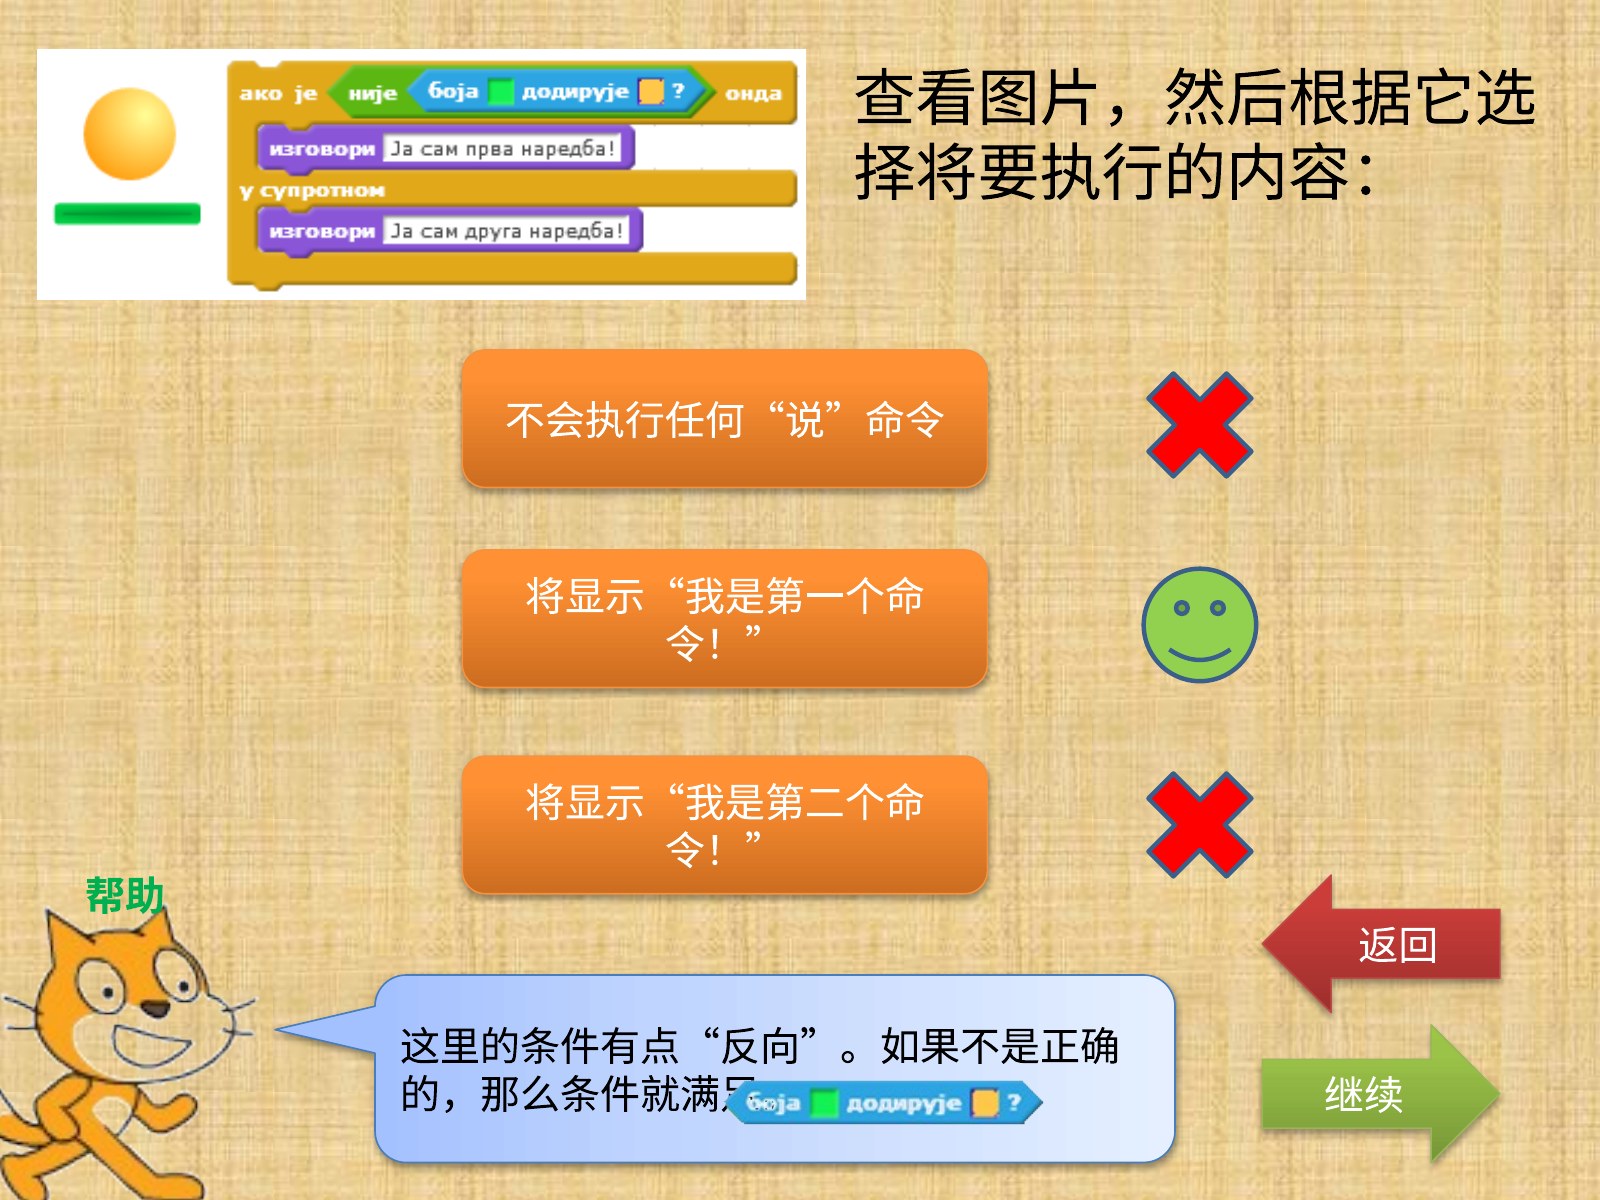 ако је није боја додирује ? онда
изговори Ја сам прва наредба!
у супротном
изговори Ја сам друга наредба!
查看图片，然后根据它选
择将要执行的内容：
不会执行任何“说”命令
将显示“我是第一个命
令！”
将显示“我是第二个命
令！”
帮助
返回
这里的条件有点“反向”。如果不是正确
的，那么条件就满
боја додирује ?
继续